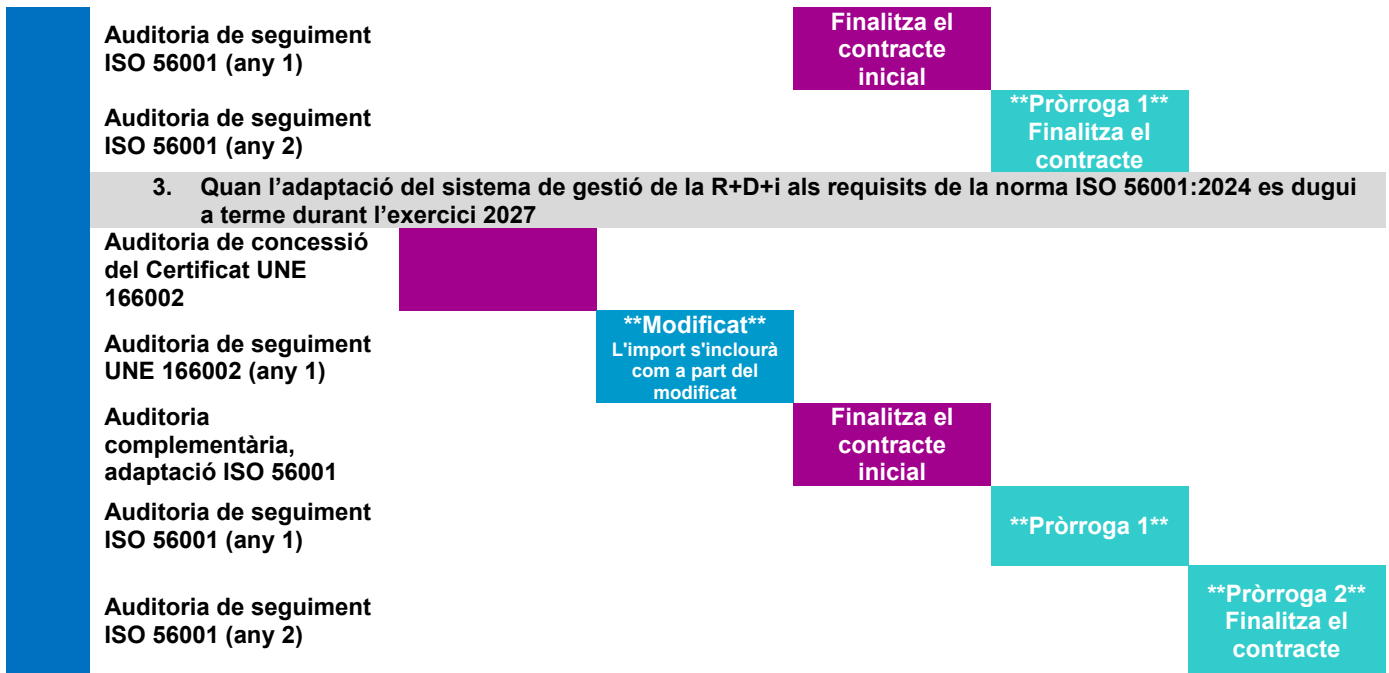 Auditoria de seguiment
ISO 56001 (any 1)
Finalitza el
contracte
inicial
Auditoria de seguiment
ISO 56001 (any 2)
**Pròrroga 1**
Finalitza el
contracte
3. Quan l’adaptació del sistema de gestió de la R+D+i als requisits de la norma ISO 56001:2024 es dugui
a terme durant l’exercici 2027
Auditoria de concessió
del Certificat UNE
166002
Auditoria de seguiment
UNE 166002 (any 1)
**Modificat**
L'import s'inclourà
com a part del
modificat
Auditoria
complementària,
adaptació ISO 56001
Finalitza el
contracte
inicial
Auditoria de seguiment
ISO 56001 (any 1)
**Pròrroga 1**
Auditoria de seguiment
ISO 56001 (any 2)
**Pròrroga 2**
Finalitza el
contracte